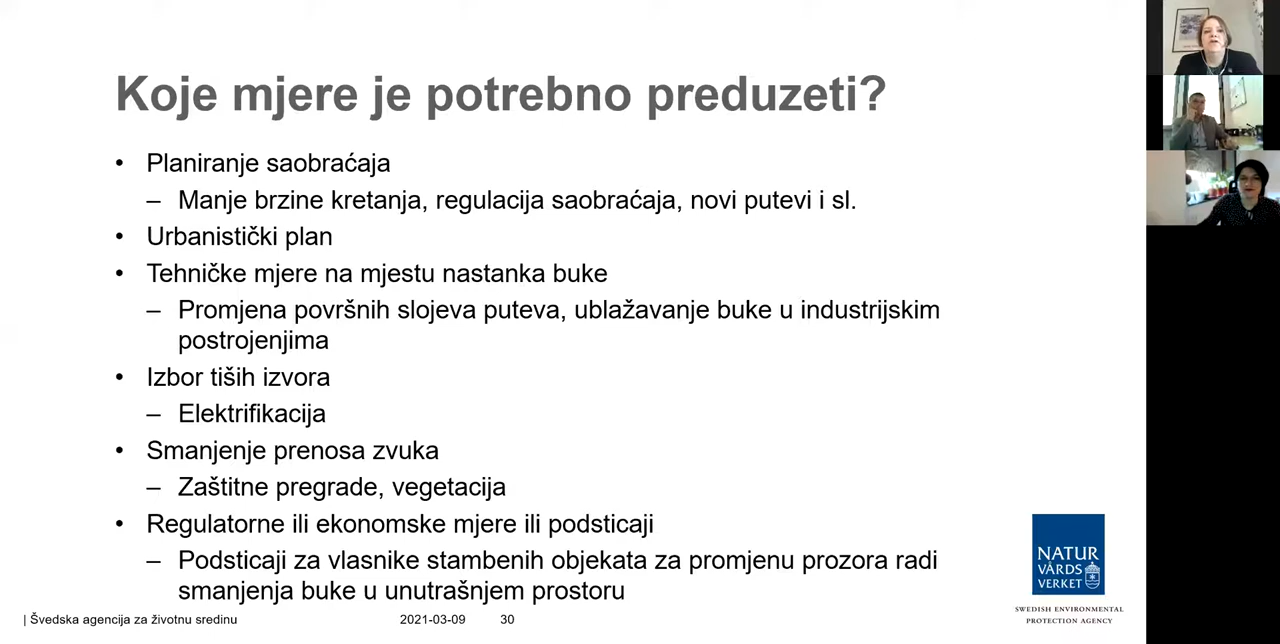 Koje mjere je potrebno preduzeti?
• Planiranje saobraćaja
– Manje brzine kretanja, regulacija saobraćaja, novi putevi i sl.
• Urbanistički plan
• Tehničke mjere na mjestu nastanka buke
– Promjena površnih slojeva puteva, ublažavanje buke u industrijskim
postrojenjima
• Izbor tiših izvora
– Elektrifikacija
• Smanjenje prenosa zvuka
– Zaštitne pregrade, vegetacija
• Regulatorne ili ekonomske mjere ili podsticaji
– Podsticaji za vlasnike stambenih objekata za promjenu prozora radi
smanjenja buke u unutrašnjem prostoru
NATUR
VÅRDS
VERKET
SWEDISH ENVIRONMENTAL
PROTECTION AGENCY
| Švedska agencija za životnu sredinu 2021-03-09 30